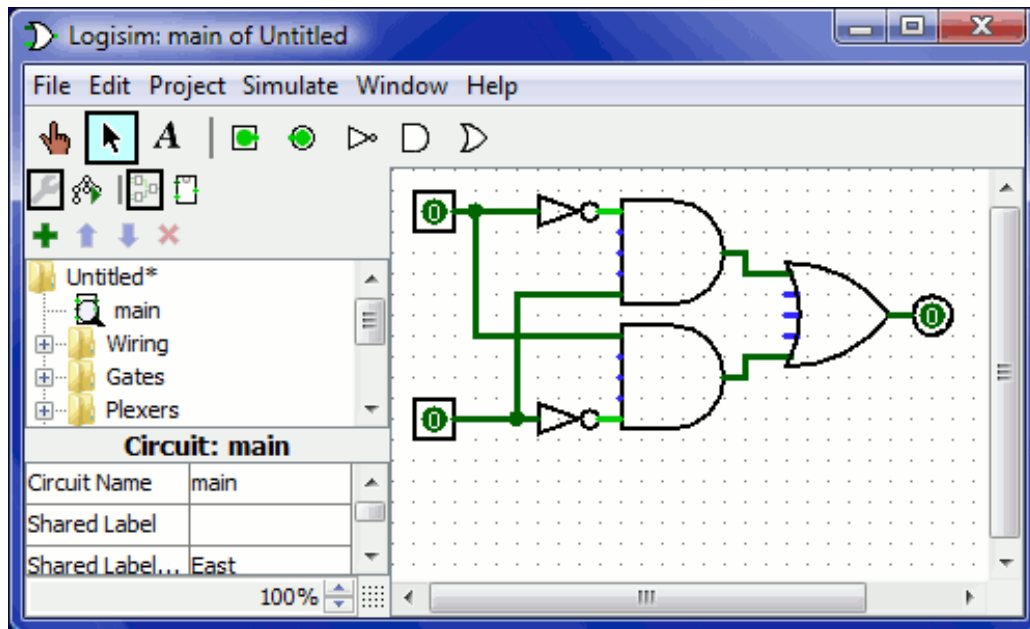 Logisim: main of Untitled
File Edit Project Simulate Window Help
A
0
Untitled*
main
Wiring
Gates
Plexers
0
0
Circuit: main
Circuit Name main
Shared Label
Shared Label... East
100%